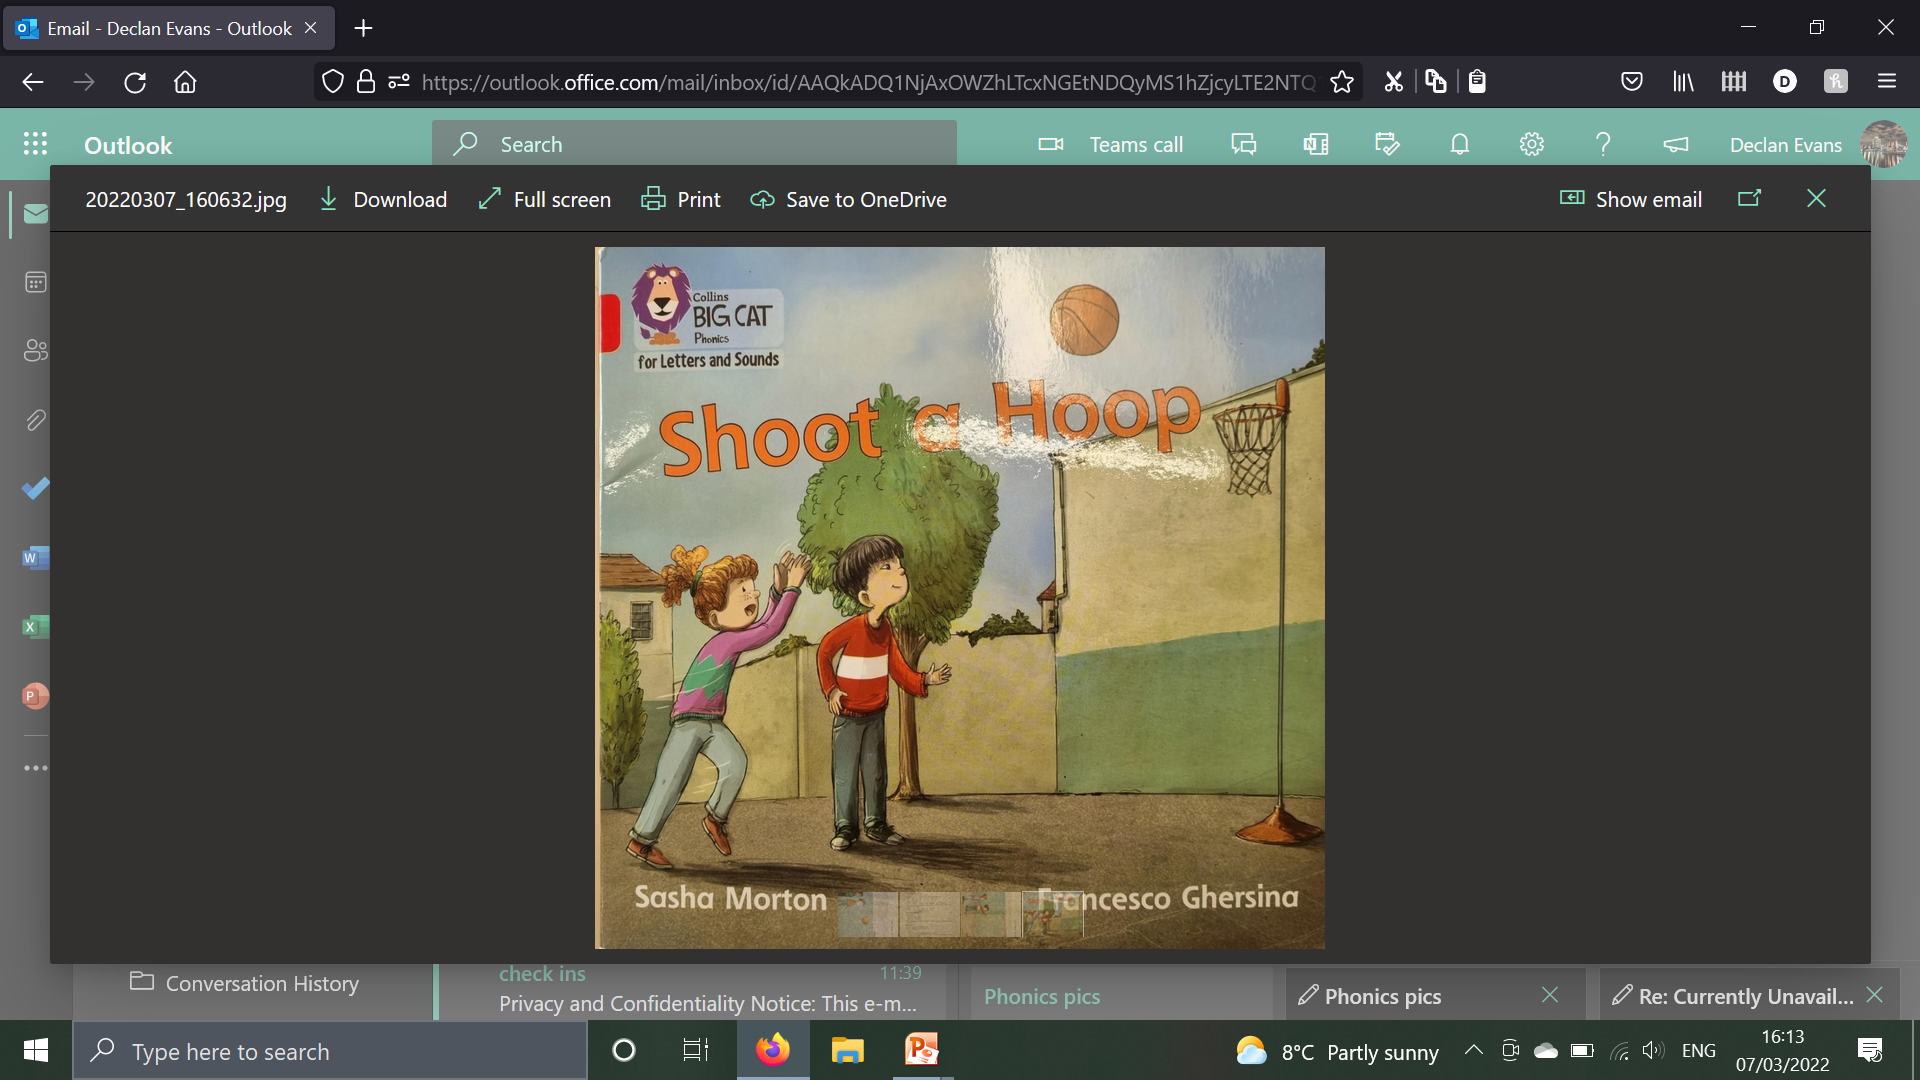 Email - Declan Evans - Outlook
https://outlook.office.com/mail/inbox/id/AAQkADQ1NjAxOWZhLTcxNGEtNDQyMS1hZjcyLTE2NTQ
Outlook
Search
Teams call
Declan Evans
20220307_160632.jpg
Download
Full screen
Print
Save to OneDrive
Show email
Collins
BIG CAT
Phonics
for Letters and Sounds
Shoot a Hoop
Sasha Morton
Francesco Ghersina
Conversation History
check ins
11:39
Privacy and Confidentiality Notice: This e-m...
Phonics pics
Phonics pics
Re: Currently Unavail...
Type here to search
8°C Partly sunny
ENG
16:13
07/03/2022